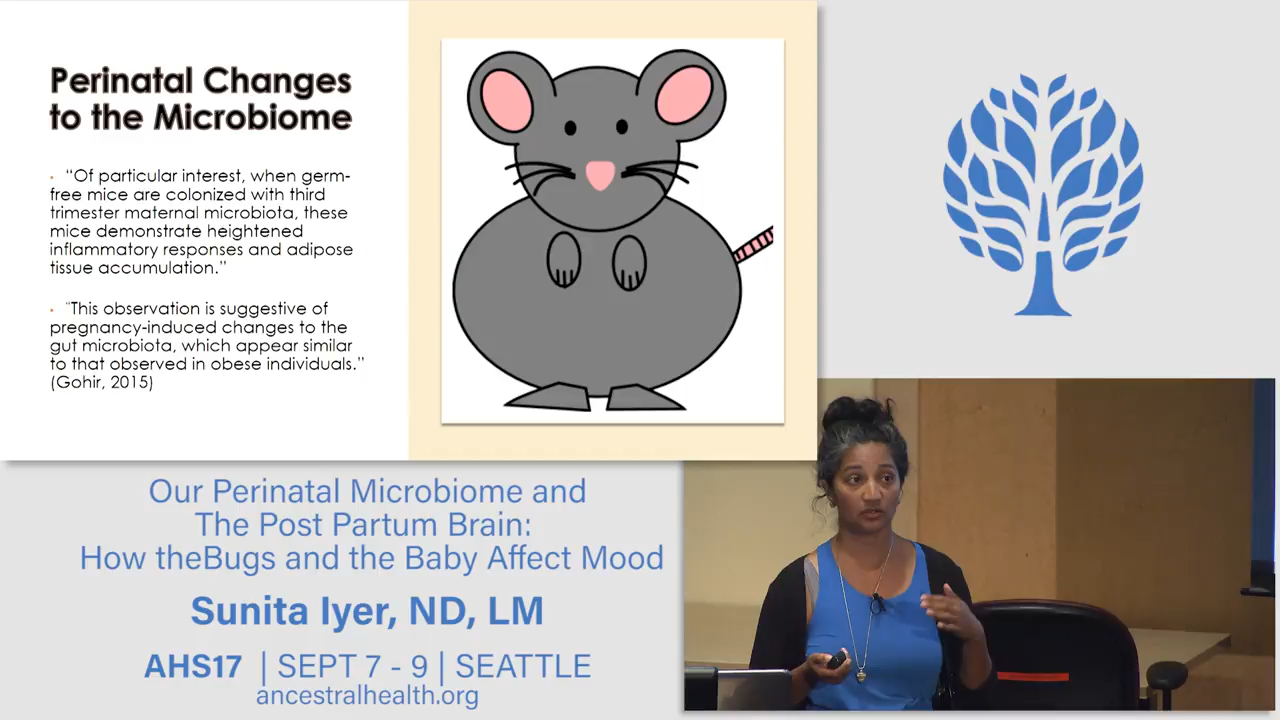 Perinatal Changes
to the Microbiome
• “Of particular interest, when germ-
free mice are colonized with third
trimester maternal microbiota, these
mice demonstrate heightened
inflammatory responses and adipose
tissue accumulation.”
• “This observation is suggestive of
pregnancy-induced changes to the
gut microbiota, which appear similar
to that observed in obese individuals.”
(Gohir, 2015)
Our Perinatal Microbiome and
The Post Partum Brain:
How theBugs and the Baby Affect Mood
Sunita Iyer, ND, LM
AHS17 | SEPT 7 - 9 | SEATTLE
ancestralhealth.org